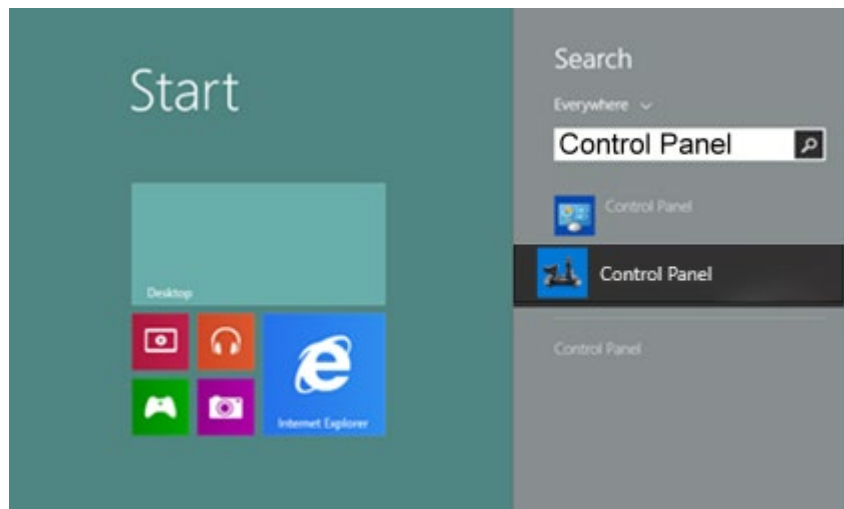 Start
Desktop
Internet Explorer
Search
Everywhere
Control Panel
Control Panel
Control Panel
Control Panel